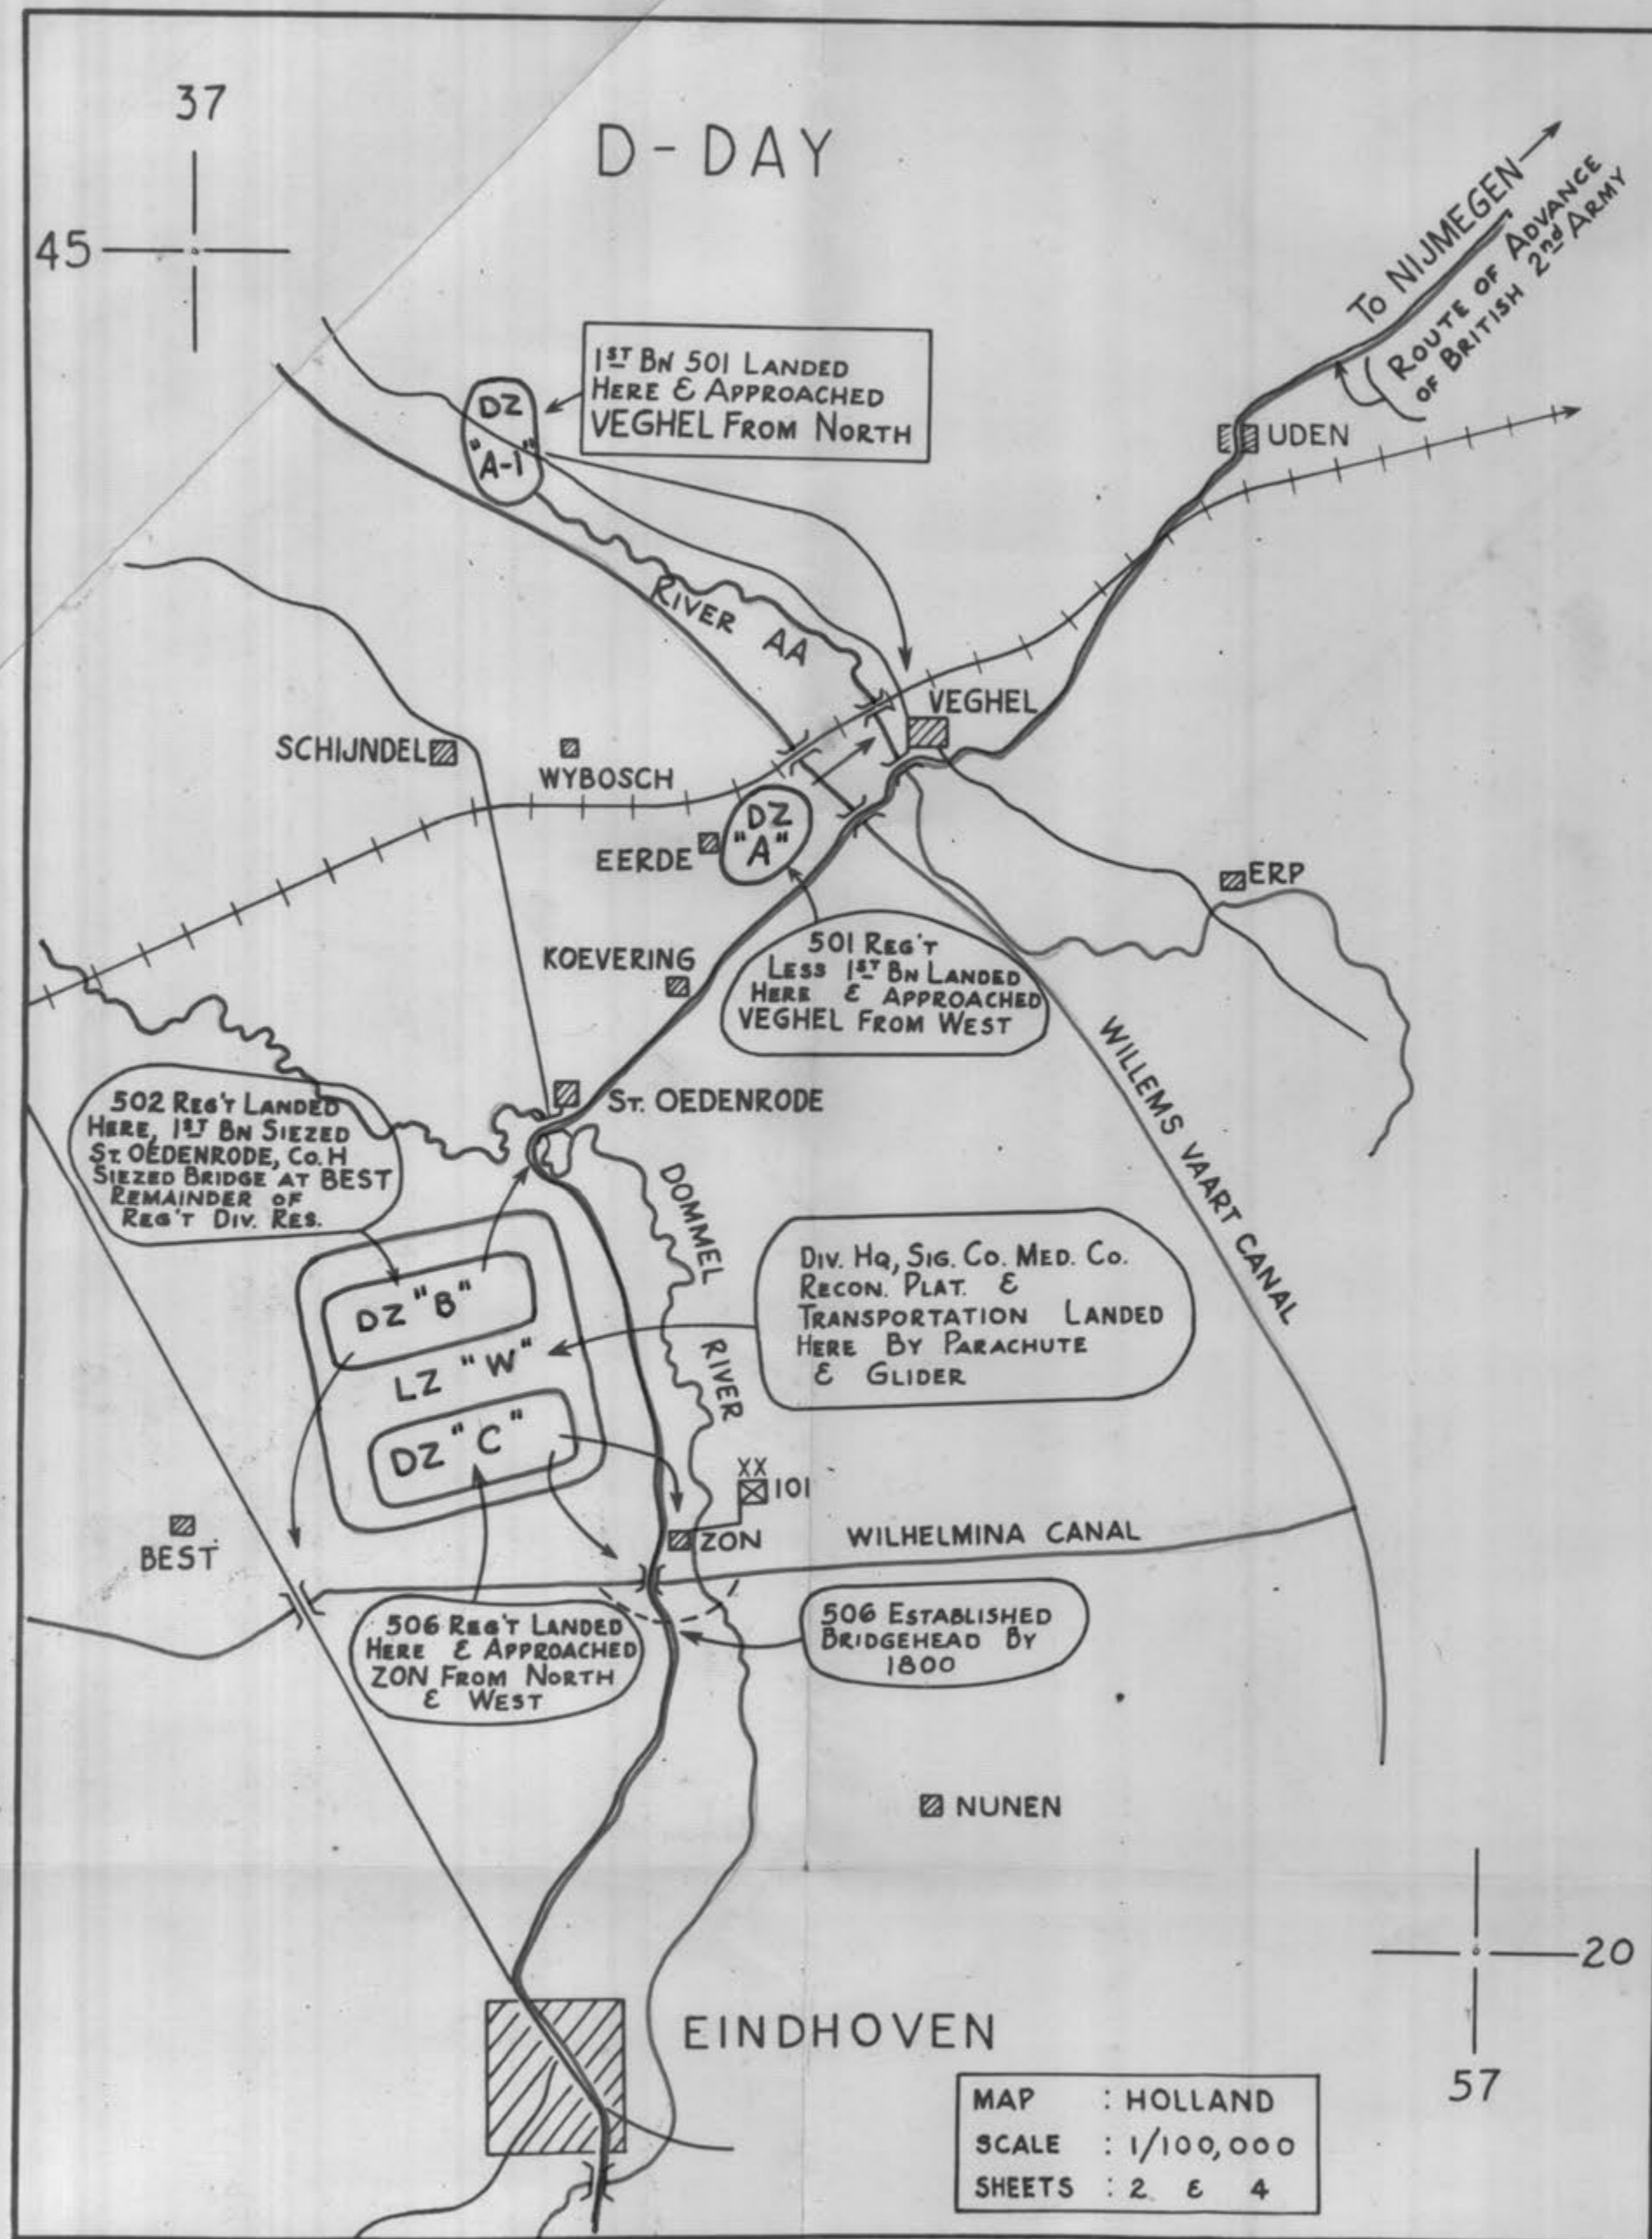 37
D-DAY
45
To NIJMEGEN
ROUTE OF ADVANCE
OF BRITISH 2nd ARMY
1ST BN 501 LANDED
HERE & APPROACHED
VEGHEL FROM NORTH
DZ
"A-1"
UDEN
RIVER AA
VEGHEL
SCHIJNDEL
WYBOSCH
DZ
"A"
EERDE
ERP
501 REG'T
LESS 1ST BN LANDED
HERE & APPROACHED
VEGHEL FROM WEST
KOEVERING
WILLEMS VAART CANAL
502 REG'T LANDED
HERE, 1ST BN SIEZED
ST. OEDENRODE, CO. H
SIEZED BRIDGE AT BEST
REMAINDER OF
REG'T DIV. RES.
ST. OEDENRODE
DOMMEL RIVER
DIV. HQ, SIG. CO. MED. CO.
RECON. PLAT. &
TRANSPORTATION LANDED
HERE BY PARACHUTE
& GLIDER
DZ "B"
LZ "W"
DZ "C"
XX
101
BEST
ZON
WILHELMINA CANAL
506 REG'T LANDED
HERE & APPROACHED
ZON FROM NORTH
& WEST
506 ESTABLISHED
BRIDGEHEAD BY
1800
NUNEN
20
57
EINDHOVEN
MAP : HOLLAND
SCALE : 1/100,000
SHEETS : 2 & 4